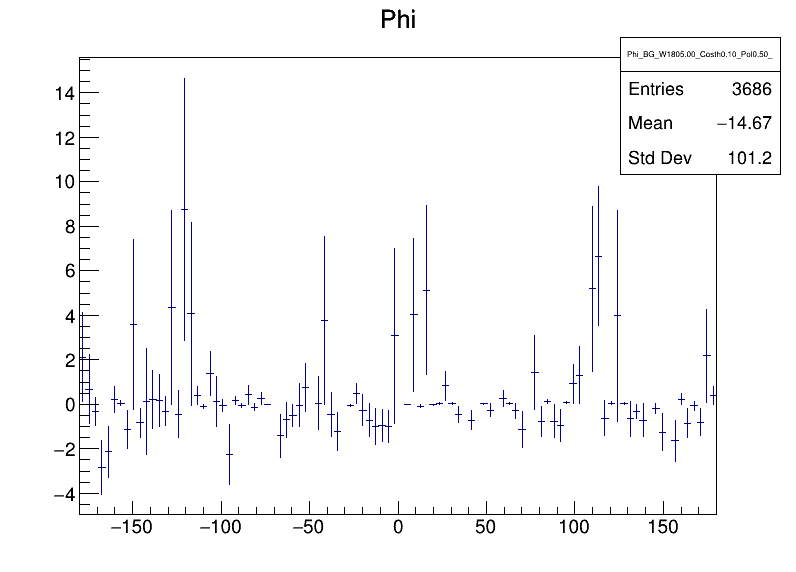 Phi
Phi_BG_W1805.00_Costh0.10_Pol0.50_
Entries 3686
Mean −14.67
Std Dev 101.2
14
12
10
8
6
4
2
0
−2
−4
−150 −100 −50 0 50 100 150